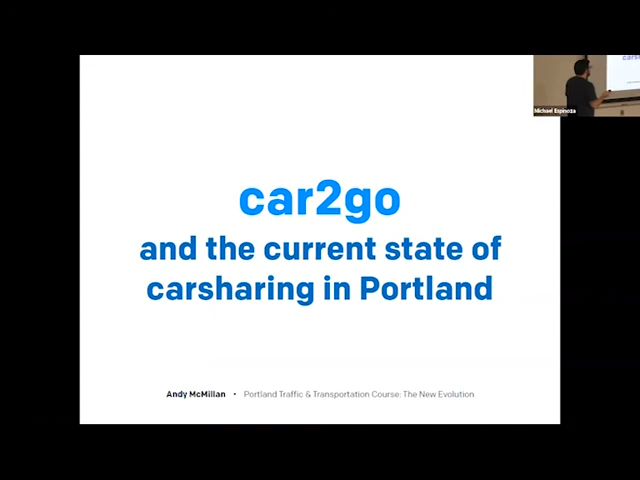 car2go
and the current state of
carsharing in Portland
Andy McMillan • Portland Traffic & Transportation Course: The New Evolution
Michael Espinoza